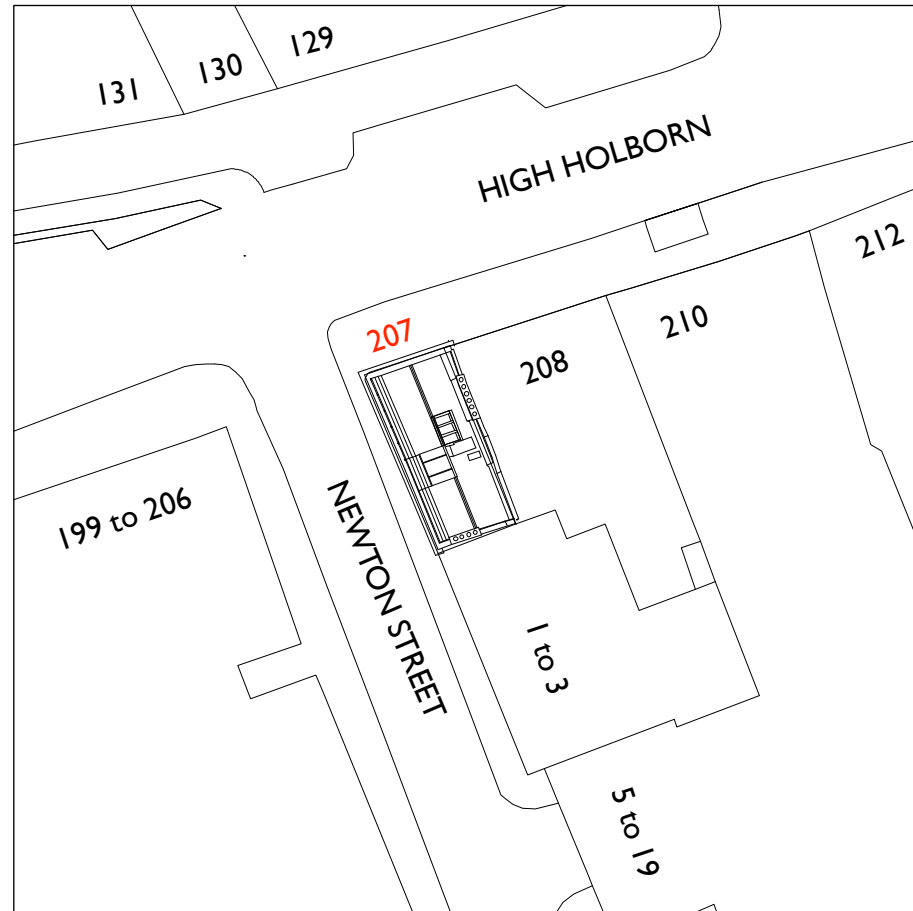 129
130
131
HIGH HOLBORN
212
207
210
208
199 to 206
NEWTON STREET
1 to 3
5 to 19